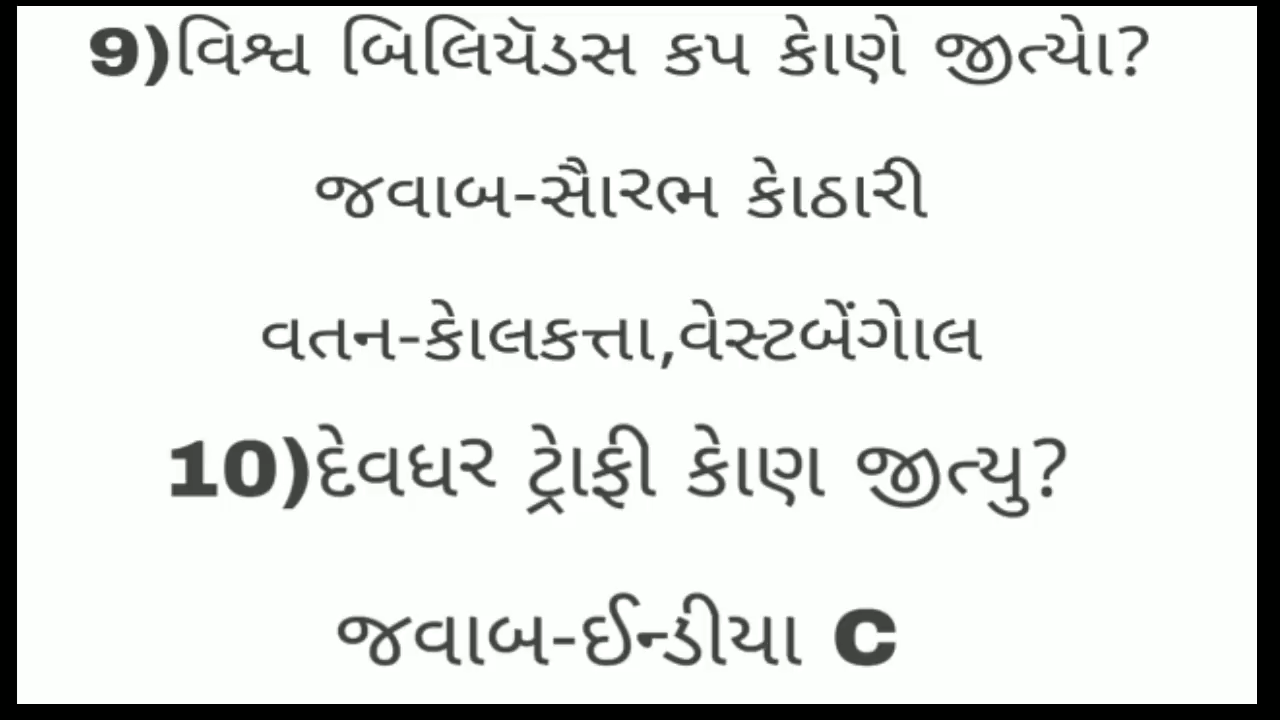 9)વિશ્વ બિલિયૅડસ કપ કોણે જીત્યો?
જવાબ-સૌરભ કોઠારી
વતન-કોલકત્તા,વેસ્ટબેંગોલ
10)દેવધર ટ્રોફી કોણ જીત્યુ?
જવાબ-ઈન્ડીયા C